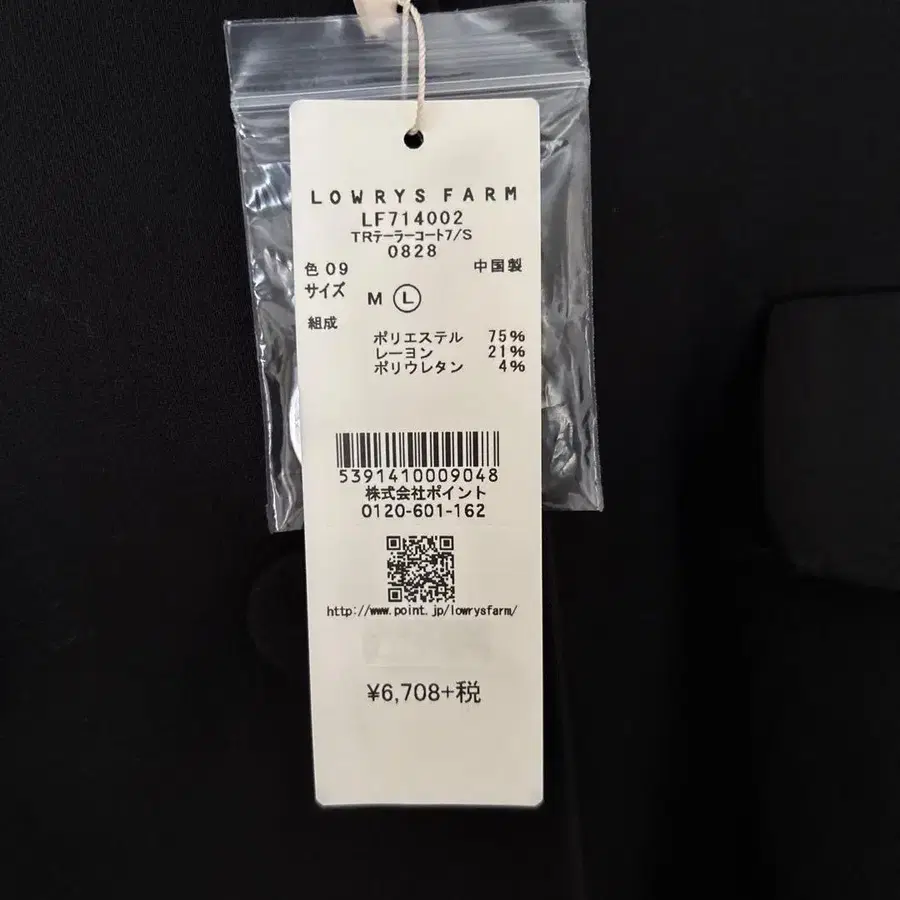 LOWRYS FARM
LF714002
TRテーラーコート7/S
0828
色 09 中国製
サイズ M L
組成
ポリエステル 75%
レーヨン 21%
ポリウレタン 4%
5391410009048
株式会社ポイント
0120-601-162
http://www.point.jp/lowrysfarm/
¥6,708+税